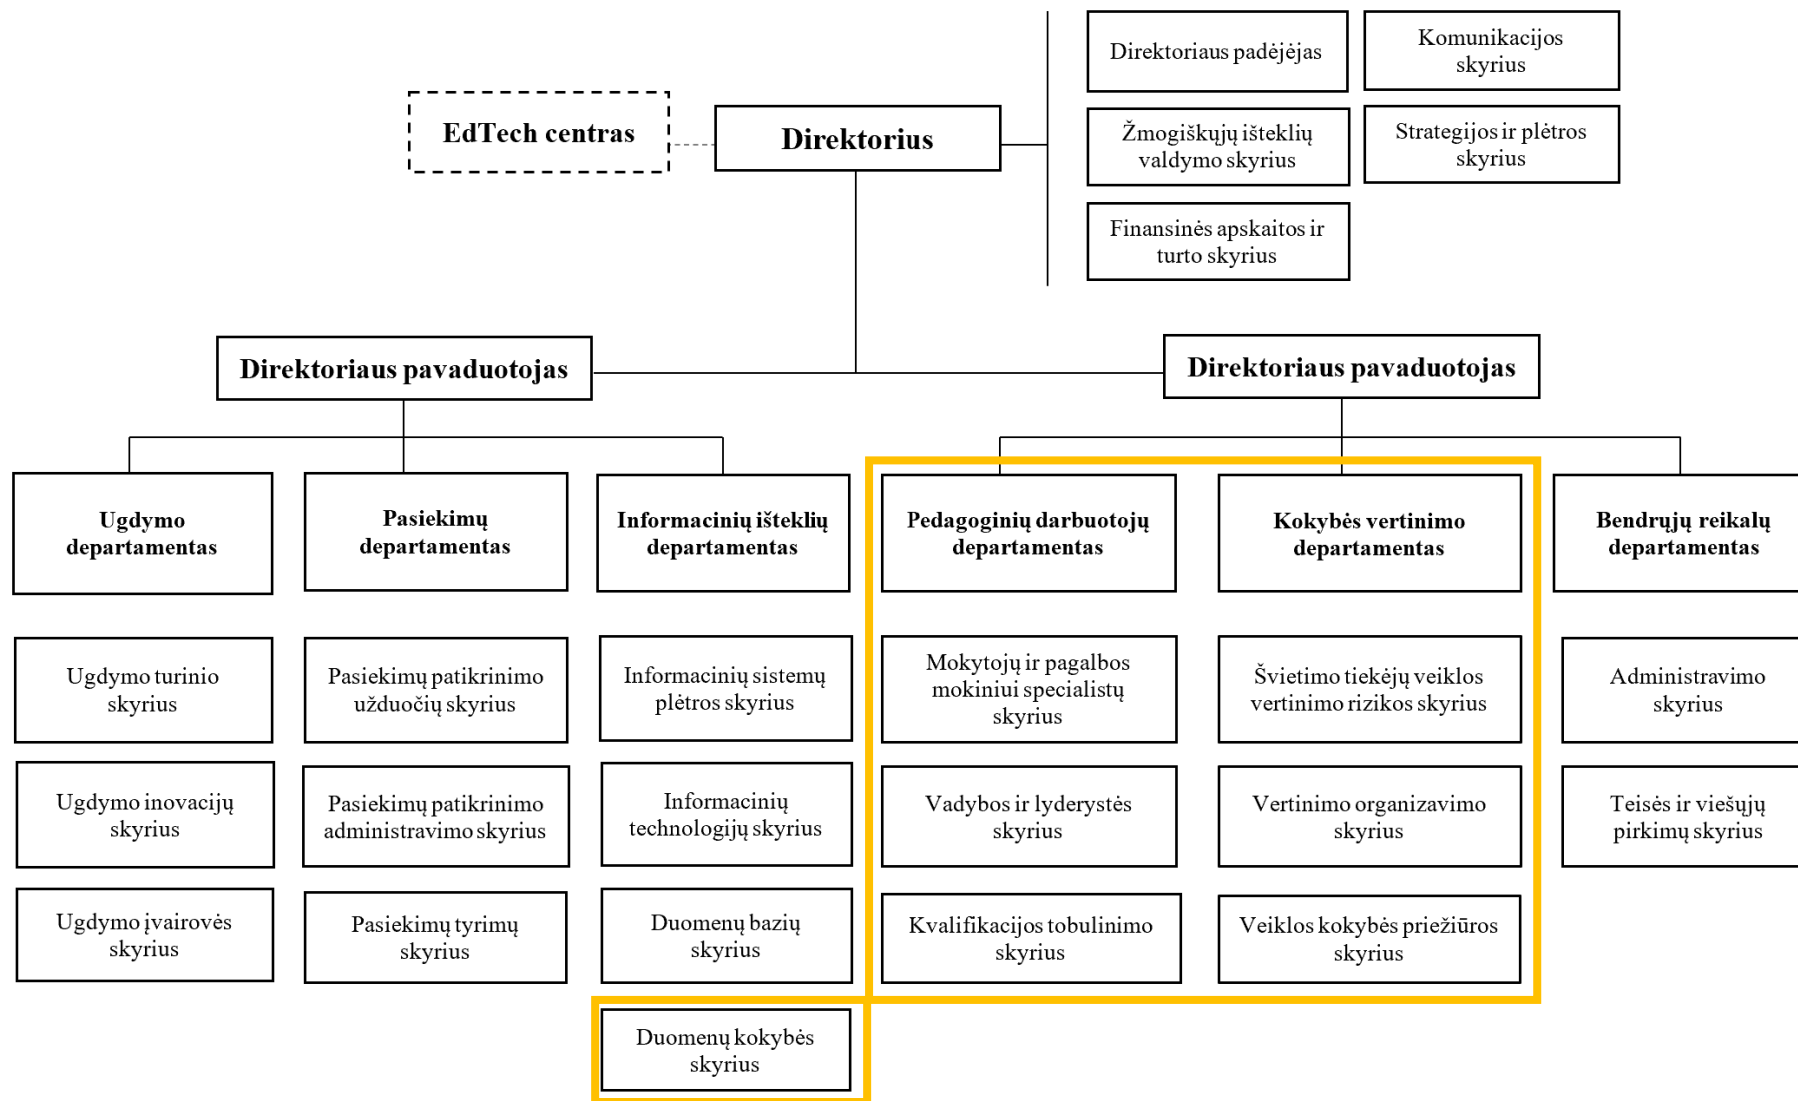 Direktoriaus padėjėjas
Komunikacijos
skyrius
EdTech centras
Direktorius
Žmogiškųjų išteklių
valdymo skyrius
Strategijos ir plėtros
skyrius
Finansinės apskaitos ir
turto skyrius
Direktoriaus pavaduotojas
Direktoriaus pavaduotojas
Ugdymo
departamentas
Pasiekimų
departamentas
Informacinių išteklių
departamentas
Pedagoginių darbuotojų
departamentas
Kokybės vertinimo
departamentas
Bendrųjų reikalų
departamentas
Ugdymo turinio
skyrius
Pasiekimų patikrinimo
užduočių skyrius
Informacinių sistemų
plėtros skyrius
Mokytojų ir pagalbos
mokiniui specialistų
skyrius
Švietimo tiekėjų veiklos
vertinimo rizikos skyrius
Administravimo
skyrius
Ugdymo inovacijų
skyrius
Pasiekimų patikrinimo
administravimo skyrius
Informacinių
technologijų skyrius
Vadybos ir lyderystės
skyrius
Vertinimo organizavimo
skyrius
Teisės ir viešųjų
pirkimų skyrius
Ugdymo įvairovės
skyrius
Pasiekimų tyrimų
skyrius
Duomenų bazių
skyrius
Kvalifikacijos tobulinimo
skyrius
Veiklos kokybės priežiūros
skyrius
Duomenų kokybės
skyrius